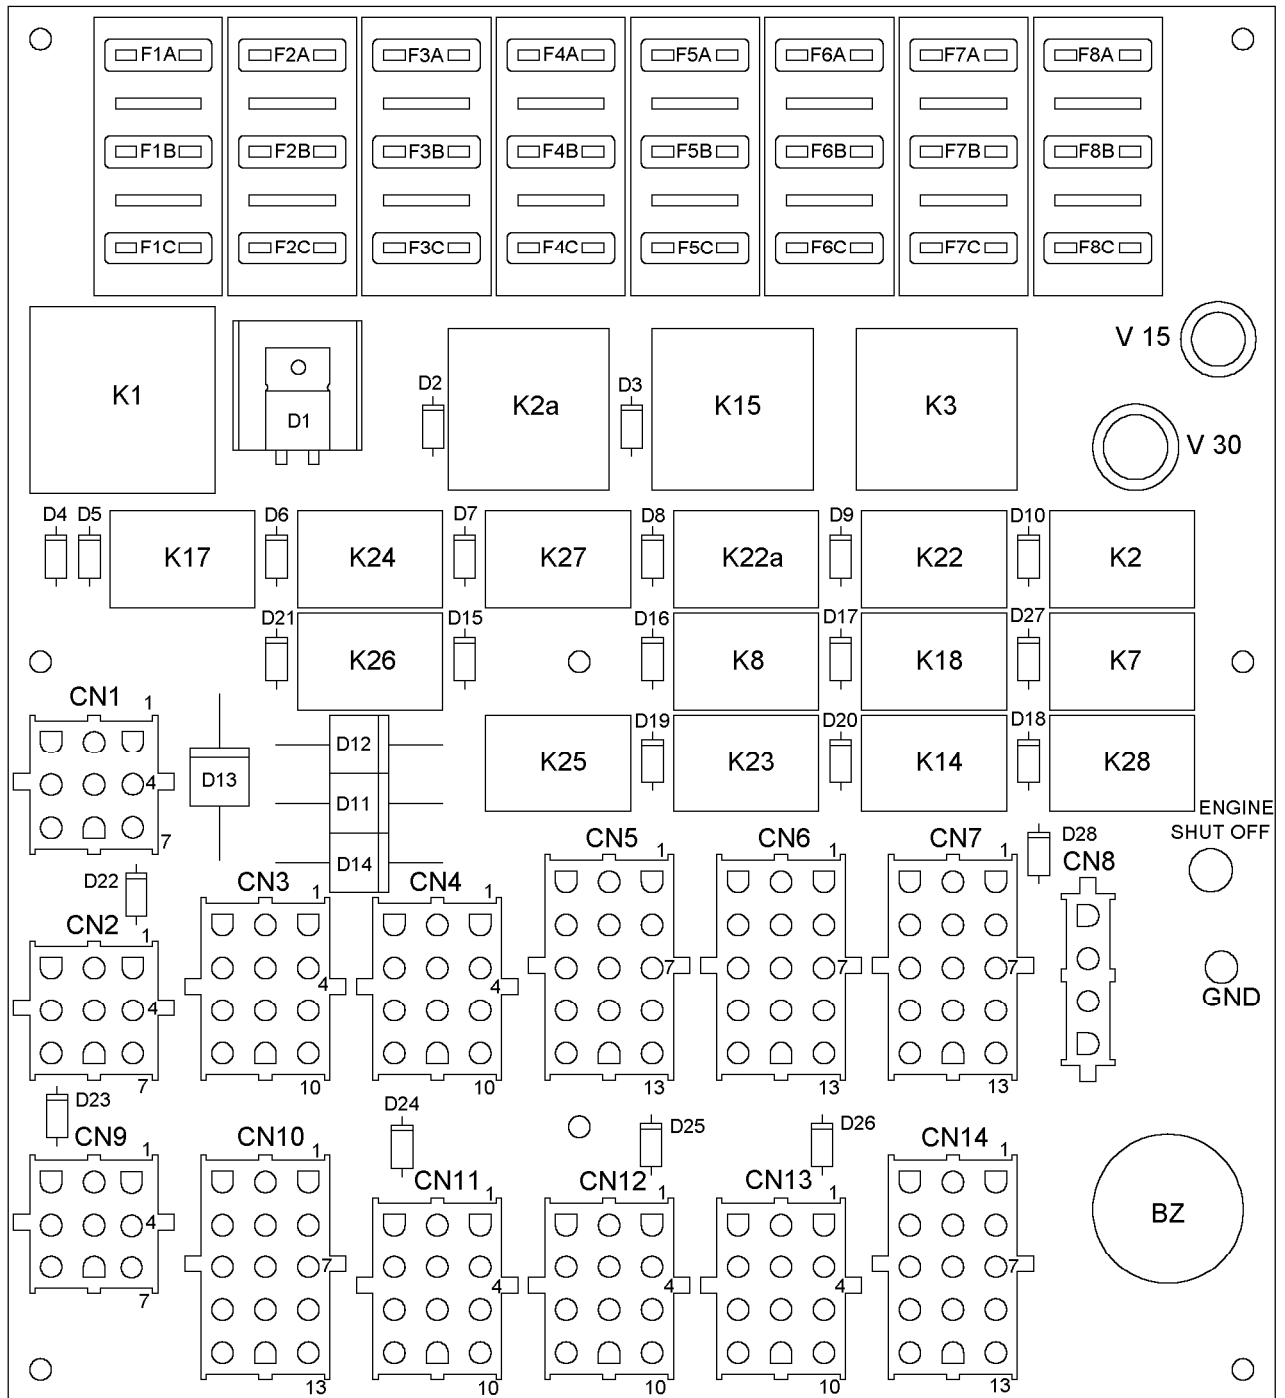 F1A F2A F3A F4A F5A F6A F7A F8A
F1B F2B F3B F4B F5B F6B F7B F8B
F1C F2C F3C F4C F5C F6C F7C F8C
V 15
K1 D1 D2 K2a D3 K15 K3
V 30
D4 D5 K17 D6 K24 D7 K27 D8 K22a D9 K22 D10 K2
D21 K26 D15 D16 K8 D17 K18 D27 K7
CN1 1
4
7
D13
D12
D11
D14
K25 D19 K23 D20 K14 D18 K28
ENGINE
SHUT OFF
D28
CN8
D22
CN2 1
4
7
CN3 1
4
10
CN4 1
4
10
CN5 1
7
13
CN6 1
7
13
CN7 1
7
13
GND
D23
D24
D25
D26
CN9 1
4
7
CN10 1
7
13
CN11 1
4
10
CN12 1
4
10
CN13 1
4
10
CN14 1
7
13
BZ